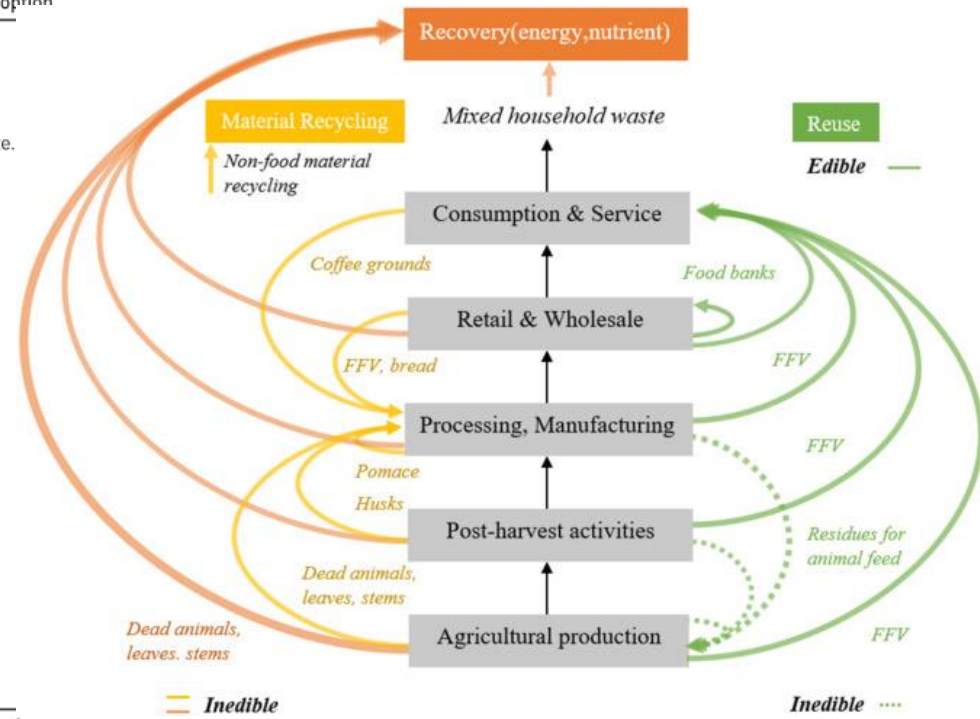 Recovery(energy,nutrient)
Material Recycling
Mixed household waste
Reuse
Non-food material
recycling
Edible
Consumption & Service
Coffee grounds
Food banks
Retail & Wholesale
FFV, bread
FFV
Processing, Manufacturing
FFV
Pomace
Husks
Post-harvest activities
Residues for
animal feed
Dead animals,
leaves, stems
Agricultural production
Dead animals,
leaves. stems
FFV
Inedible
Inedible